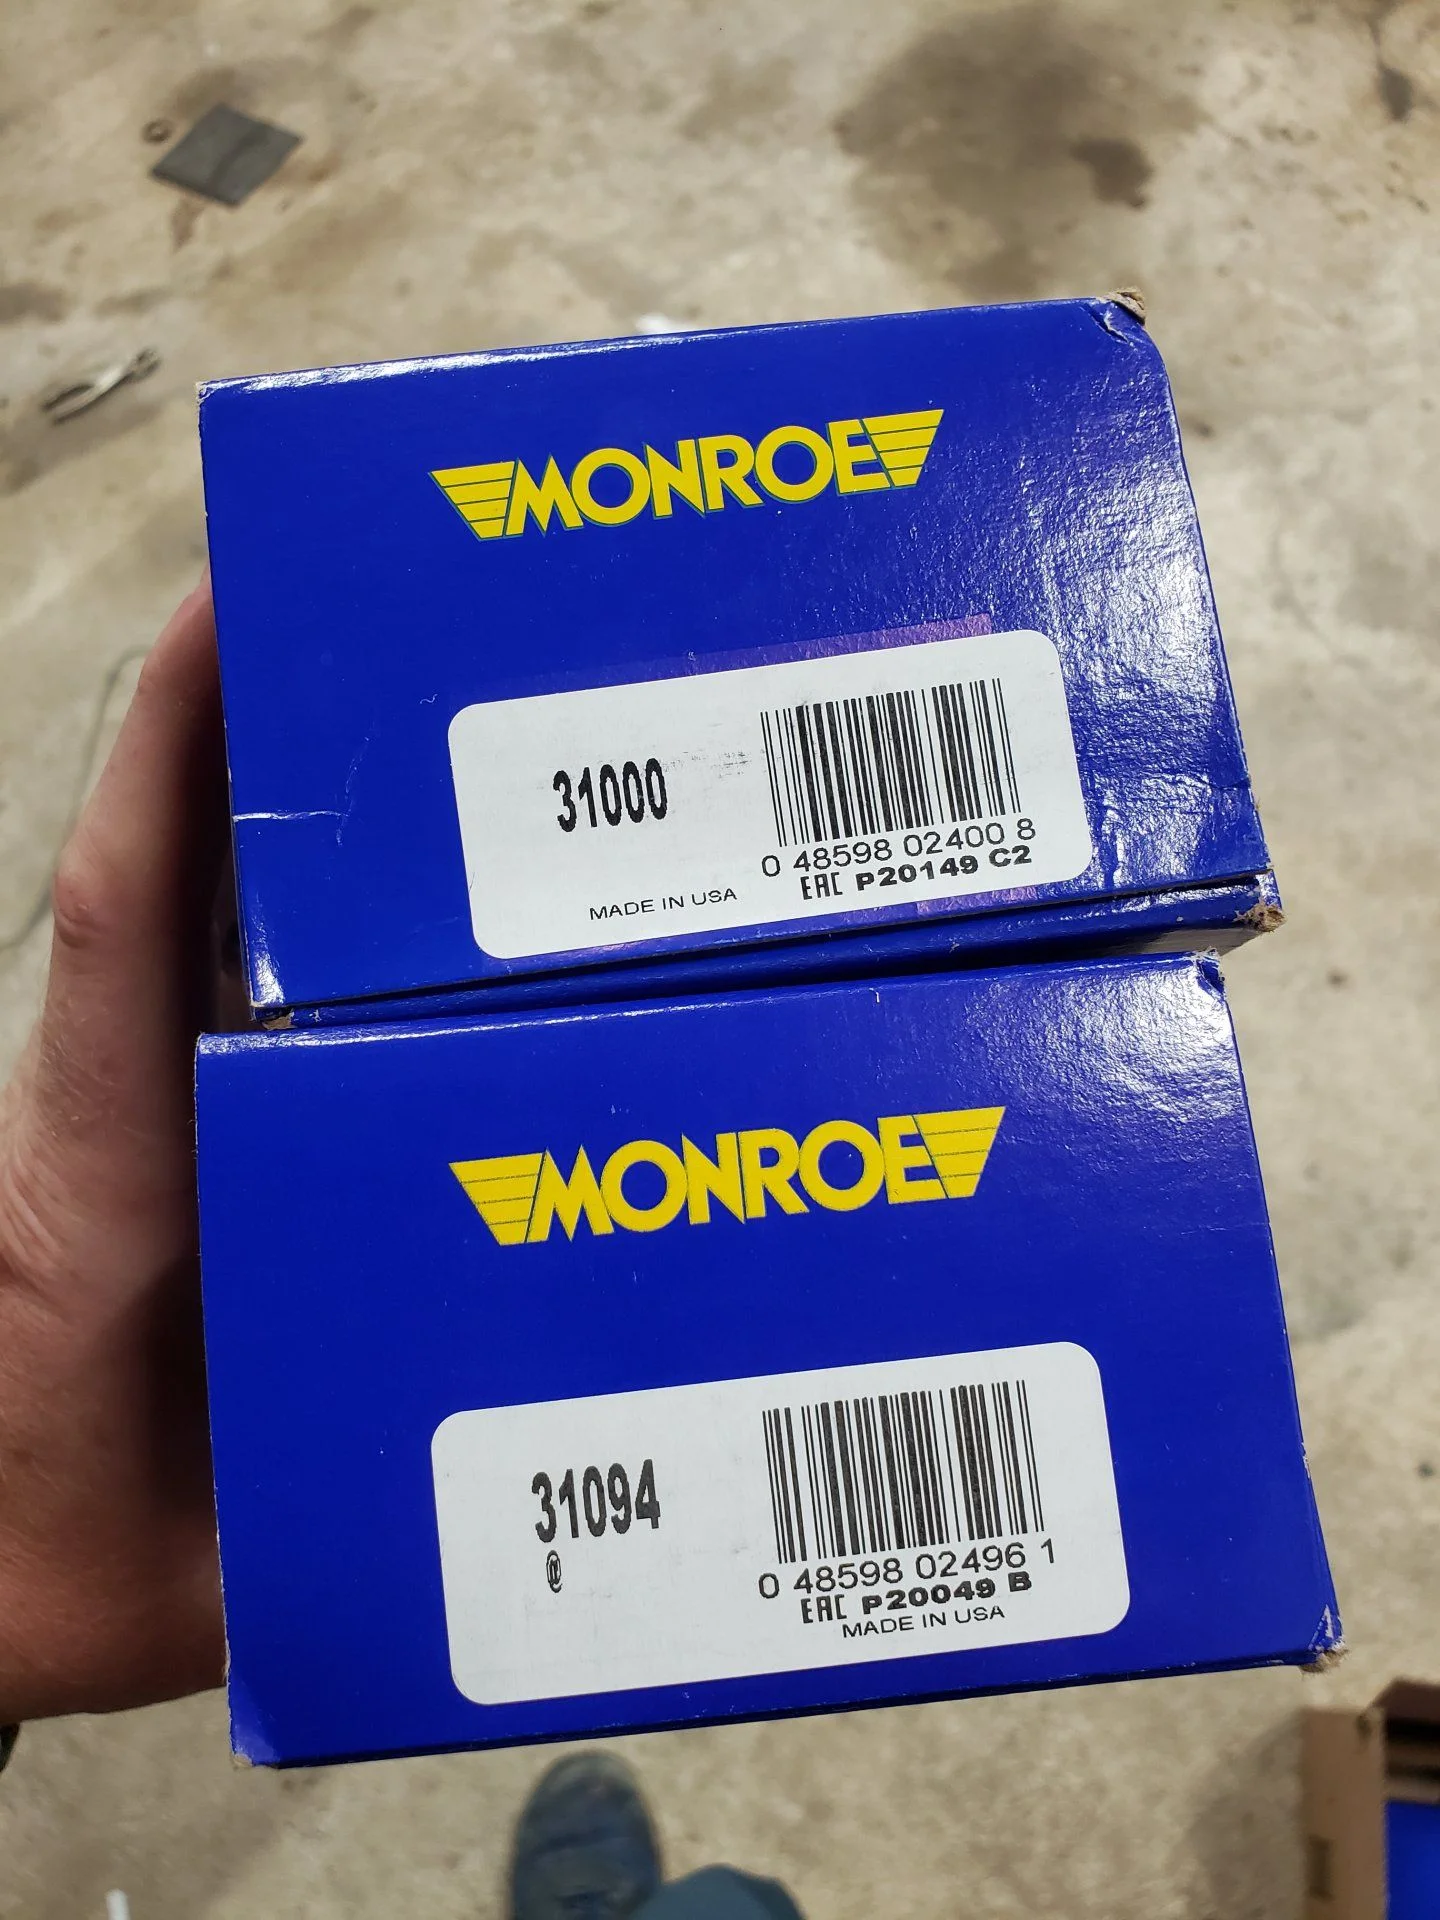 MONROE
31000
0 48598 02400 8
EAC P20149 C2
MADE IN USA
MONROE
31094
@
0 48598 02496 1
EAC P20049 B
MADE IN USA